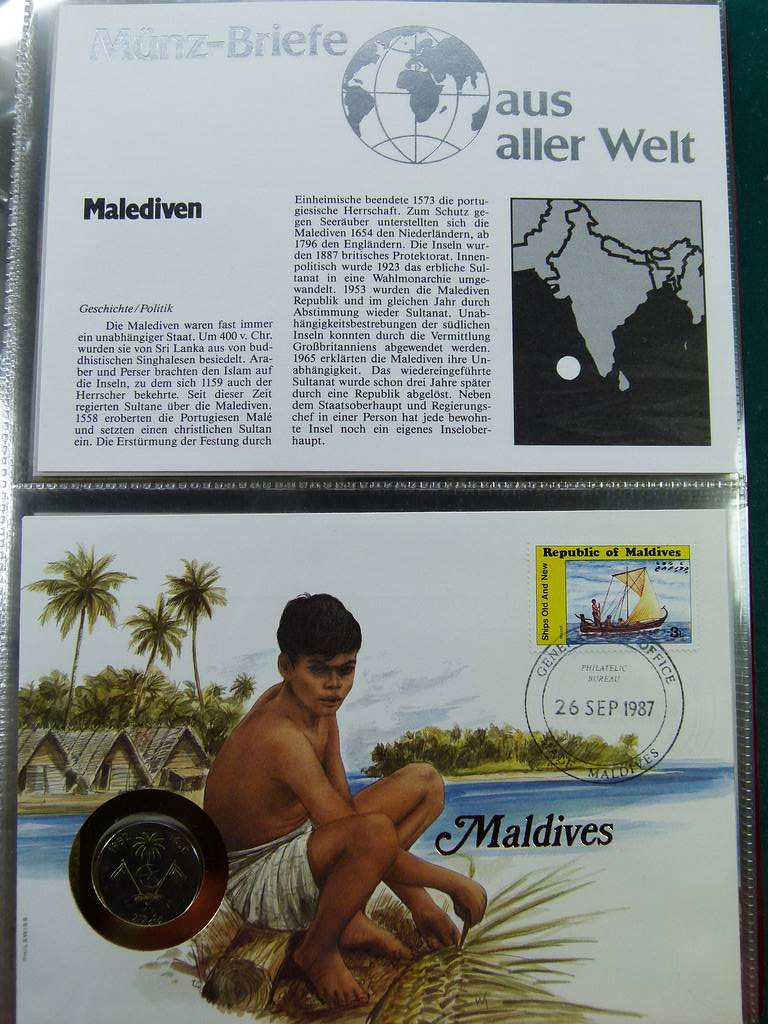 Münz-Briefe
aus
aller Welt
Malediven
Geschichte/Politik
Die Malediven waren fast immer
ein unabhängiger Staat. Um 400 v. Chr.
wurden sie von Sri Lanka aus von bud-
dhistischen Singhalesen besiedelt. Ara-
ber und Perser brachten den Islam auf
die Inseln, zu dem sich 1159 auch der
Herrscher bekehrte. Seit dieser Zeit
regierten Sultane über die Malediven.
1558 eroberten die Portugiesen Malé
und setzten einen christlichen Sultan
ein. Die Erstürmung der Festung durch
Einheimische beendete 1573 die portu-
giesische Herrschaft. Zum Schutz ge-
gen Seeräuber unterstellten sich die
Malediven 1654 den Niederländern, ab
1796 den Engländern. Die Inseln wur-
den 1887 britisches Protektorat. Innen-
politisch wurde 1923 das erbliche Sul-
tanat in eine Wahlmonarchie umge-
wandelt. 1953 wurden die Malediven
Republik und im gleichen Jahr durch
Abstimmung wieder Sultanat. Unab-
hängigkeitsbestrebungen der südlichen
Inseln konnten durch die Vermittlung
Großbritanniens abgewendet werden.
1965 erklärten die Malediven ihre Un-
abhängigkeit. Das wiedereingeführte
Sultanat wurde schon drei Jahre später
durch eine Republik abgelöst. Neben
dem Staatsoberhaupt und Regierungs-
chef in einer Person hat jede bewohn-
te Insel noch ein eigenes Inselober-
haupt.
Republic of Maldives
Ships Old And New
3L
OFFICE
PHILATELIC
BUREAU
26 SEP 1987
MALDIVES
Maldives
PHILSWISS